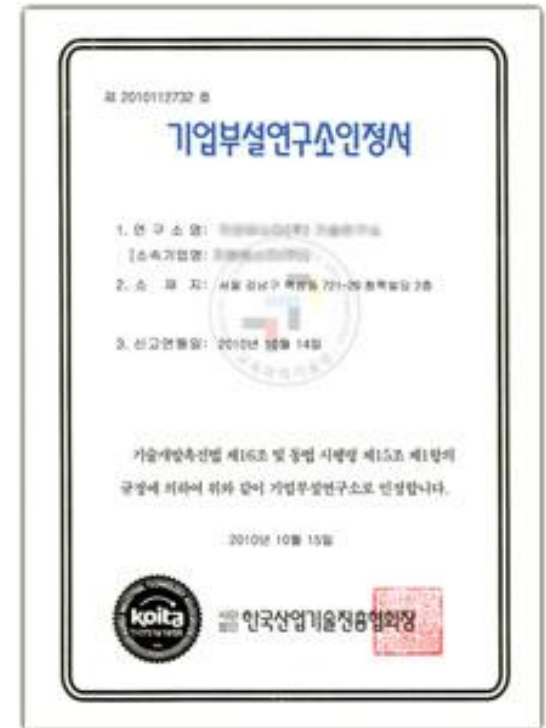 제 2010112732 호
기업부설연구소인정서
1. 연 구 소 명:
[소속기업명:
2. 소 재 지: 서울 강남구 역삼동 721-29 2층
3. 신고연월일: 2010년 10월 14일
기술개발촉진법 제16조 및 동법 시행령 제15조 제1항의
규정에 의하여 위와 같이 기업부설연구소로 인정합니다.
2010년 10월 15일
koita
사단법인 한국산업기술진흥협회장